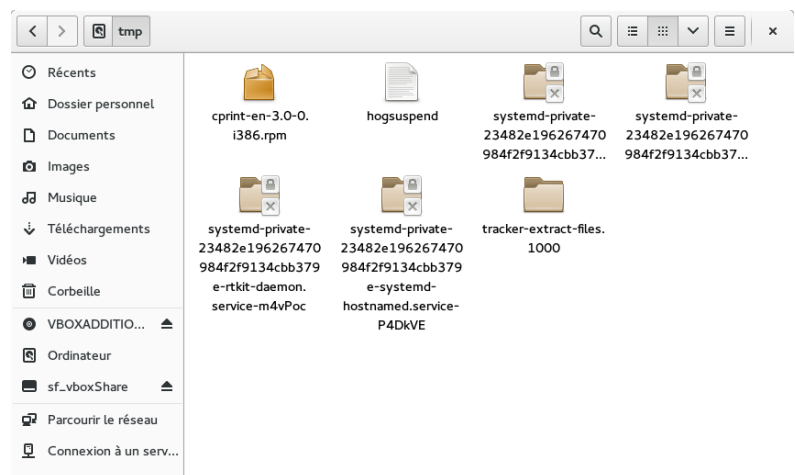 tmp
Récents
Dossier personnel
Documents
Images
Musique
Téléchargements
Vidéos
Corbeille
VBOXADDITIO...
Ordinateur
sf_vboxShare
Parcourir le réseau
Connexion à un serv...
cprint-en-3.0-0.
i386.rpm
hogsuspend
systemd-private-
23482e196267470
984f2f9134cbb37...
systemd-private-
23482e196267470
984f2f9134cbb37...
systemd-private-
23482e196267470
984f2f9134cbb379
e-rtkit-daemon.
service-m4vPoc
systemd-private-
23482e196267470
984f2f9134cbb379
e-systemd-
hostnamed.service-
P4DkVE
tracker-extract-files.
1000